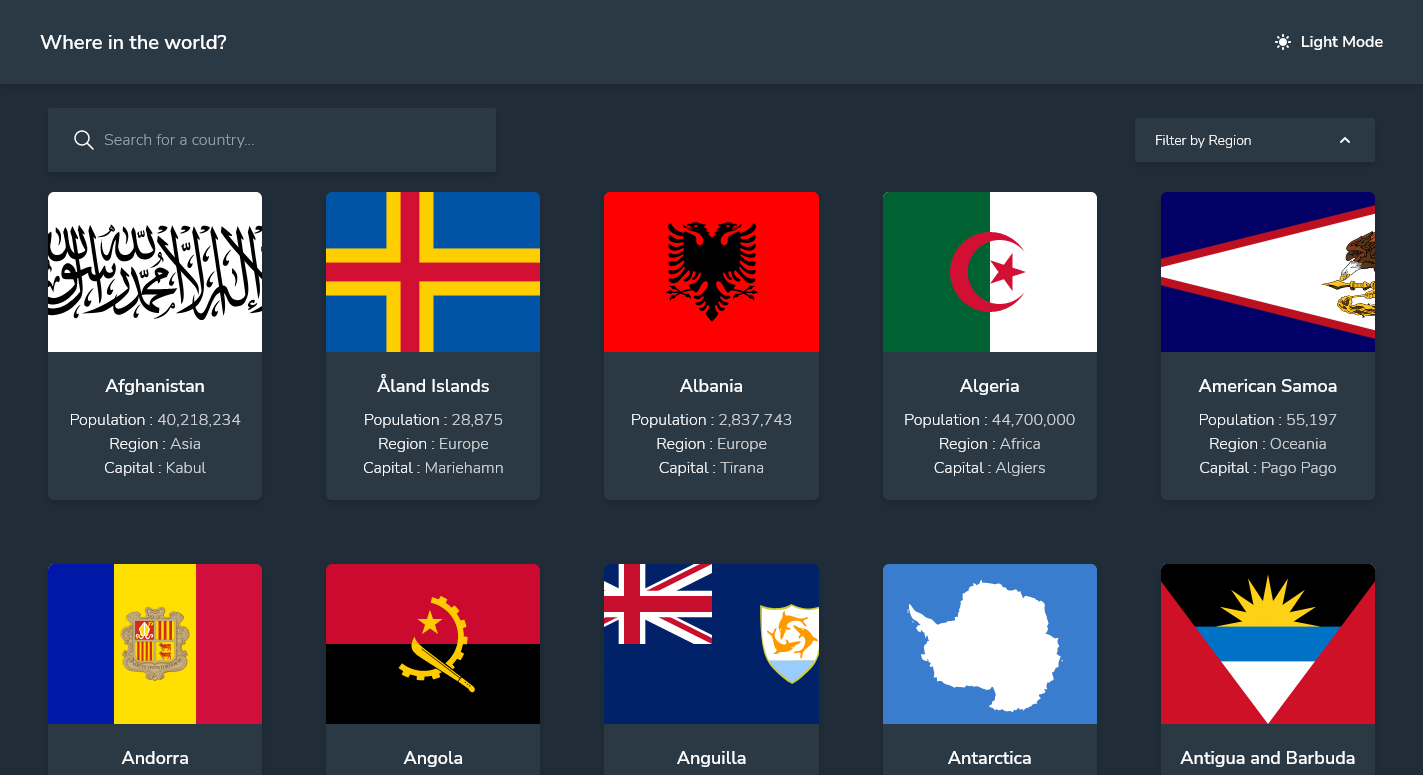 Where in the world?
Light Mode
Search for a country...
Filter by Region
Afghanistan
Population : 40,218,234
Region : Asia
Capital : Kabul
Åland Islands
Population : 28,875
Region : Europe
Capital : Mariehamn
Albania
Population : 2,837,743
Region : Europe
Capital : Tirana
Algeria
Population : 44,700,000
Region : Africa
Capital : Algiers
American Samoa
Population : 55,197
Region : Oceania
Capital : Pago Pago
Andorra
Angola
Anguilla
Antarctica
Antigua and Barbuda